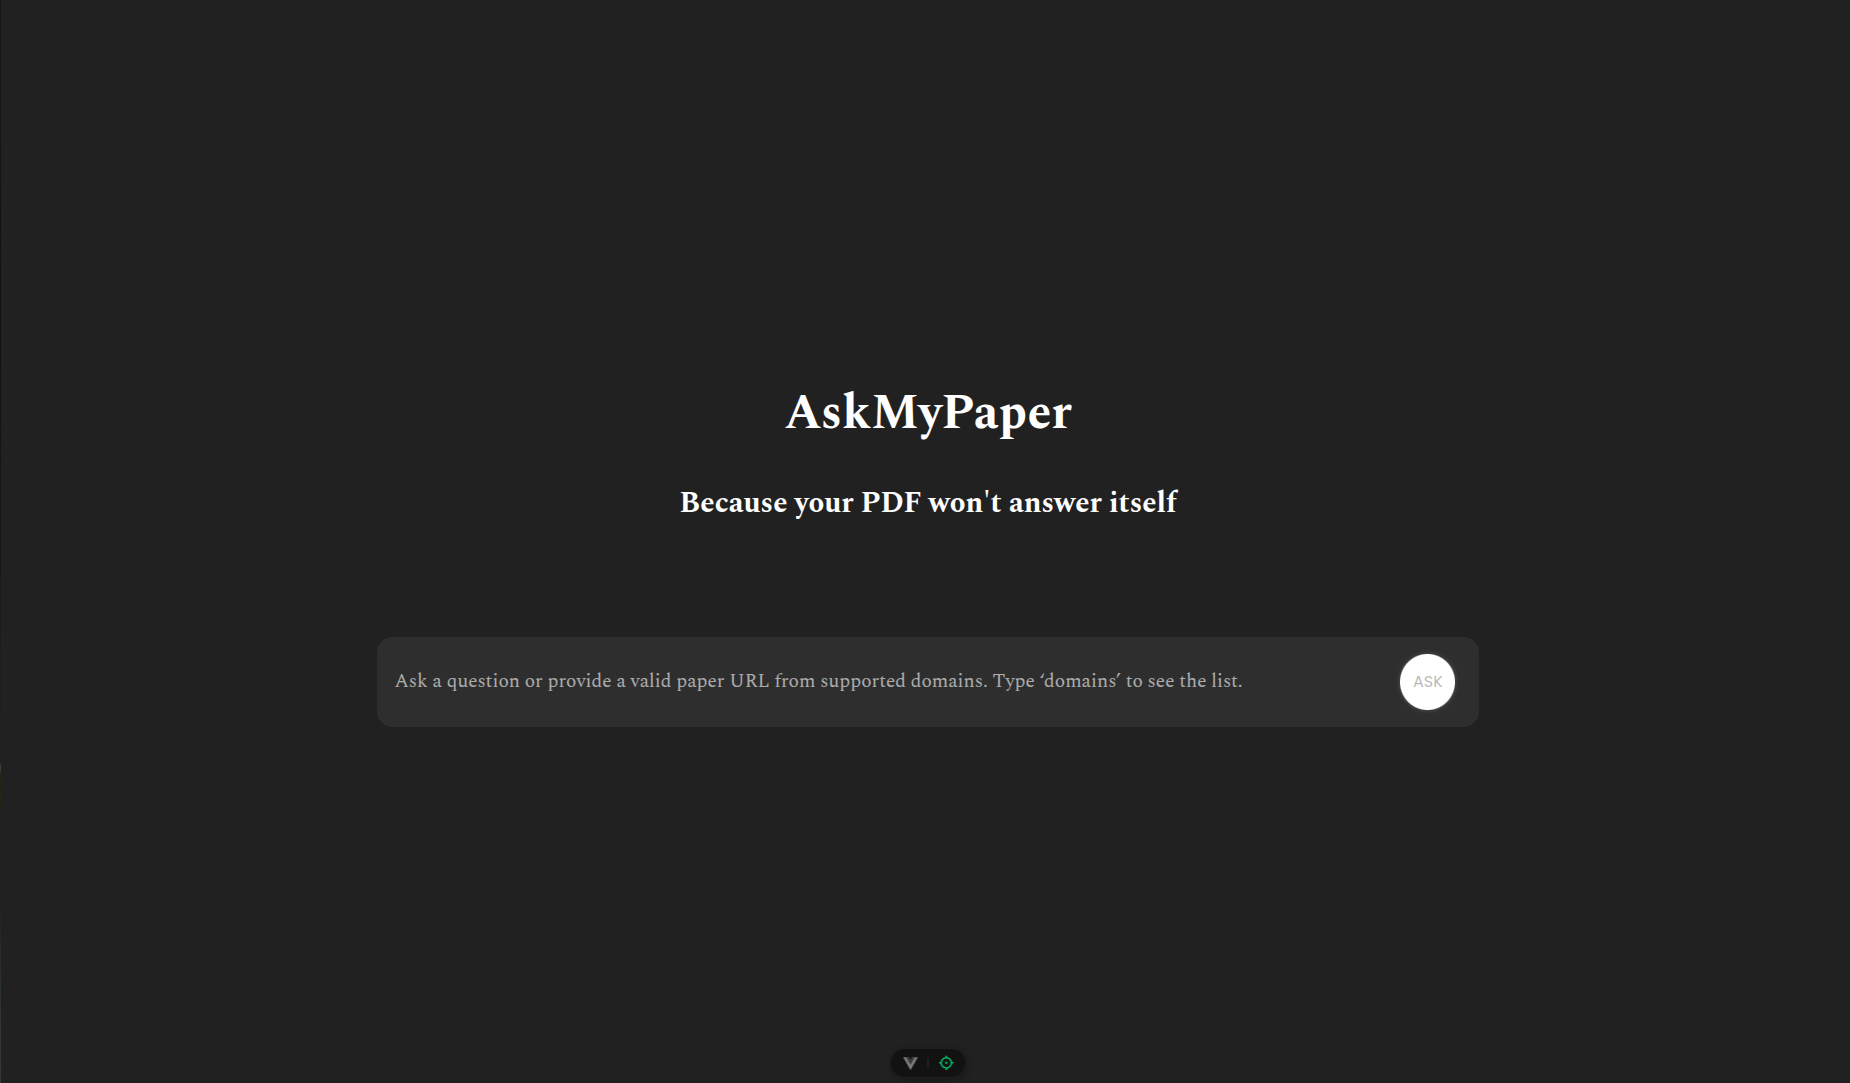 AskMyPaper
Because your PDF won't answer itself
Ask a question or provide a valid paper URL from supported domains. Type ‘domains’ to see the list.
ASK